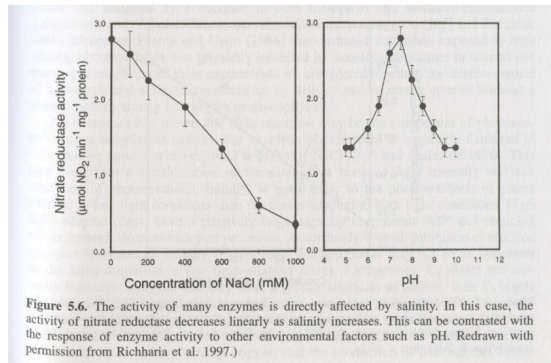 3.0
2.0
1.0
0.0
Nitrate reductase activity
(μmol NO2 min-1 mg-1 protein)
0 200 400 600 800 1000
Concentration of NaCl (mM)
3.0
2.0
1.0
0.0
4 5 6 7 8 9 10 11 12
pH
Figure 5.6. The activity of many enzymes is directly affected by salinity. In this case, the
activity of nitrate reductase decreases linearly as salinity increases. This can be contrasted with
the response of enzyme activity to other environmental factors such as pH. Redrawn with
permission from Richharia et al. 1997.)